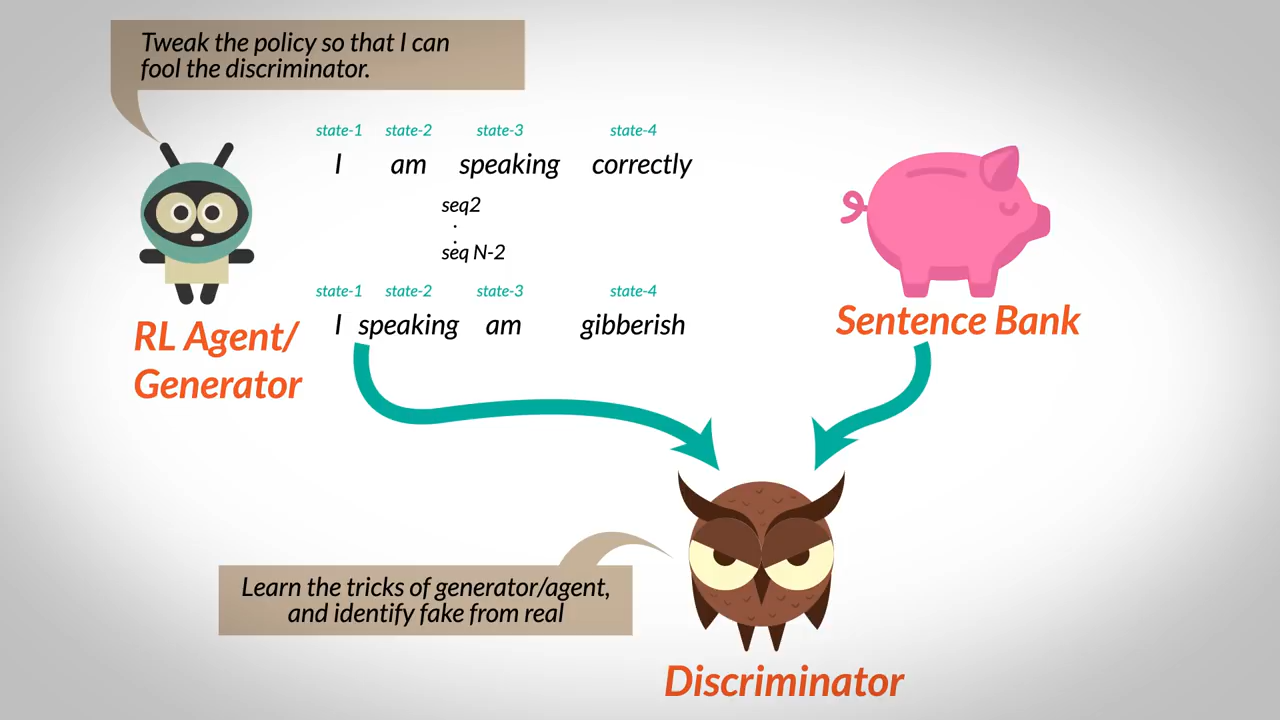 Tweak the policy so that I can
fool the discriminator.
state-1 state-2 state-3 state-4
I am speaking correctly
seq2
.
.
seq N-2
state-1 state-2 state-3 state-4
I speaking am gibberish
RL Agent/
Generator
Sentence Bank
Learn the tricks of generator/agent,
and identify fake from real
Discriminator